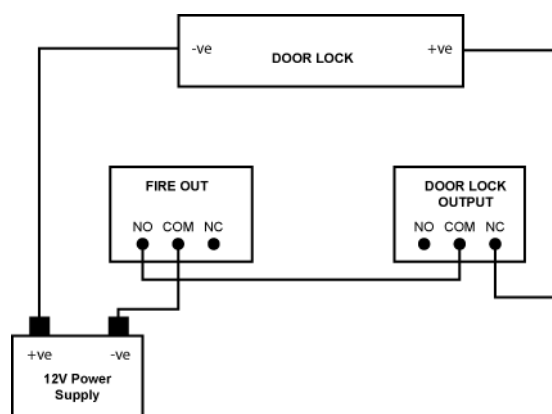 -ve DOOR LOCK +ve
FIRE OUT
NO COM NC
DOOR LOCK
OUTPUT
NO COM NC
+ve -ve
12V Power
Supply